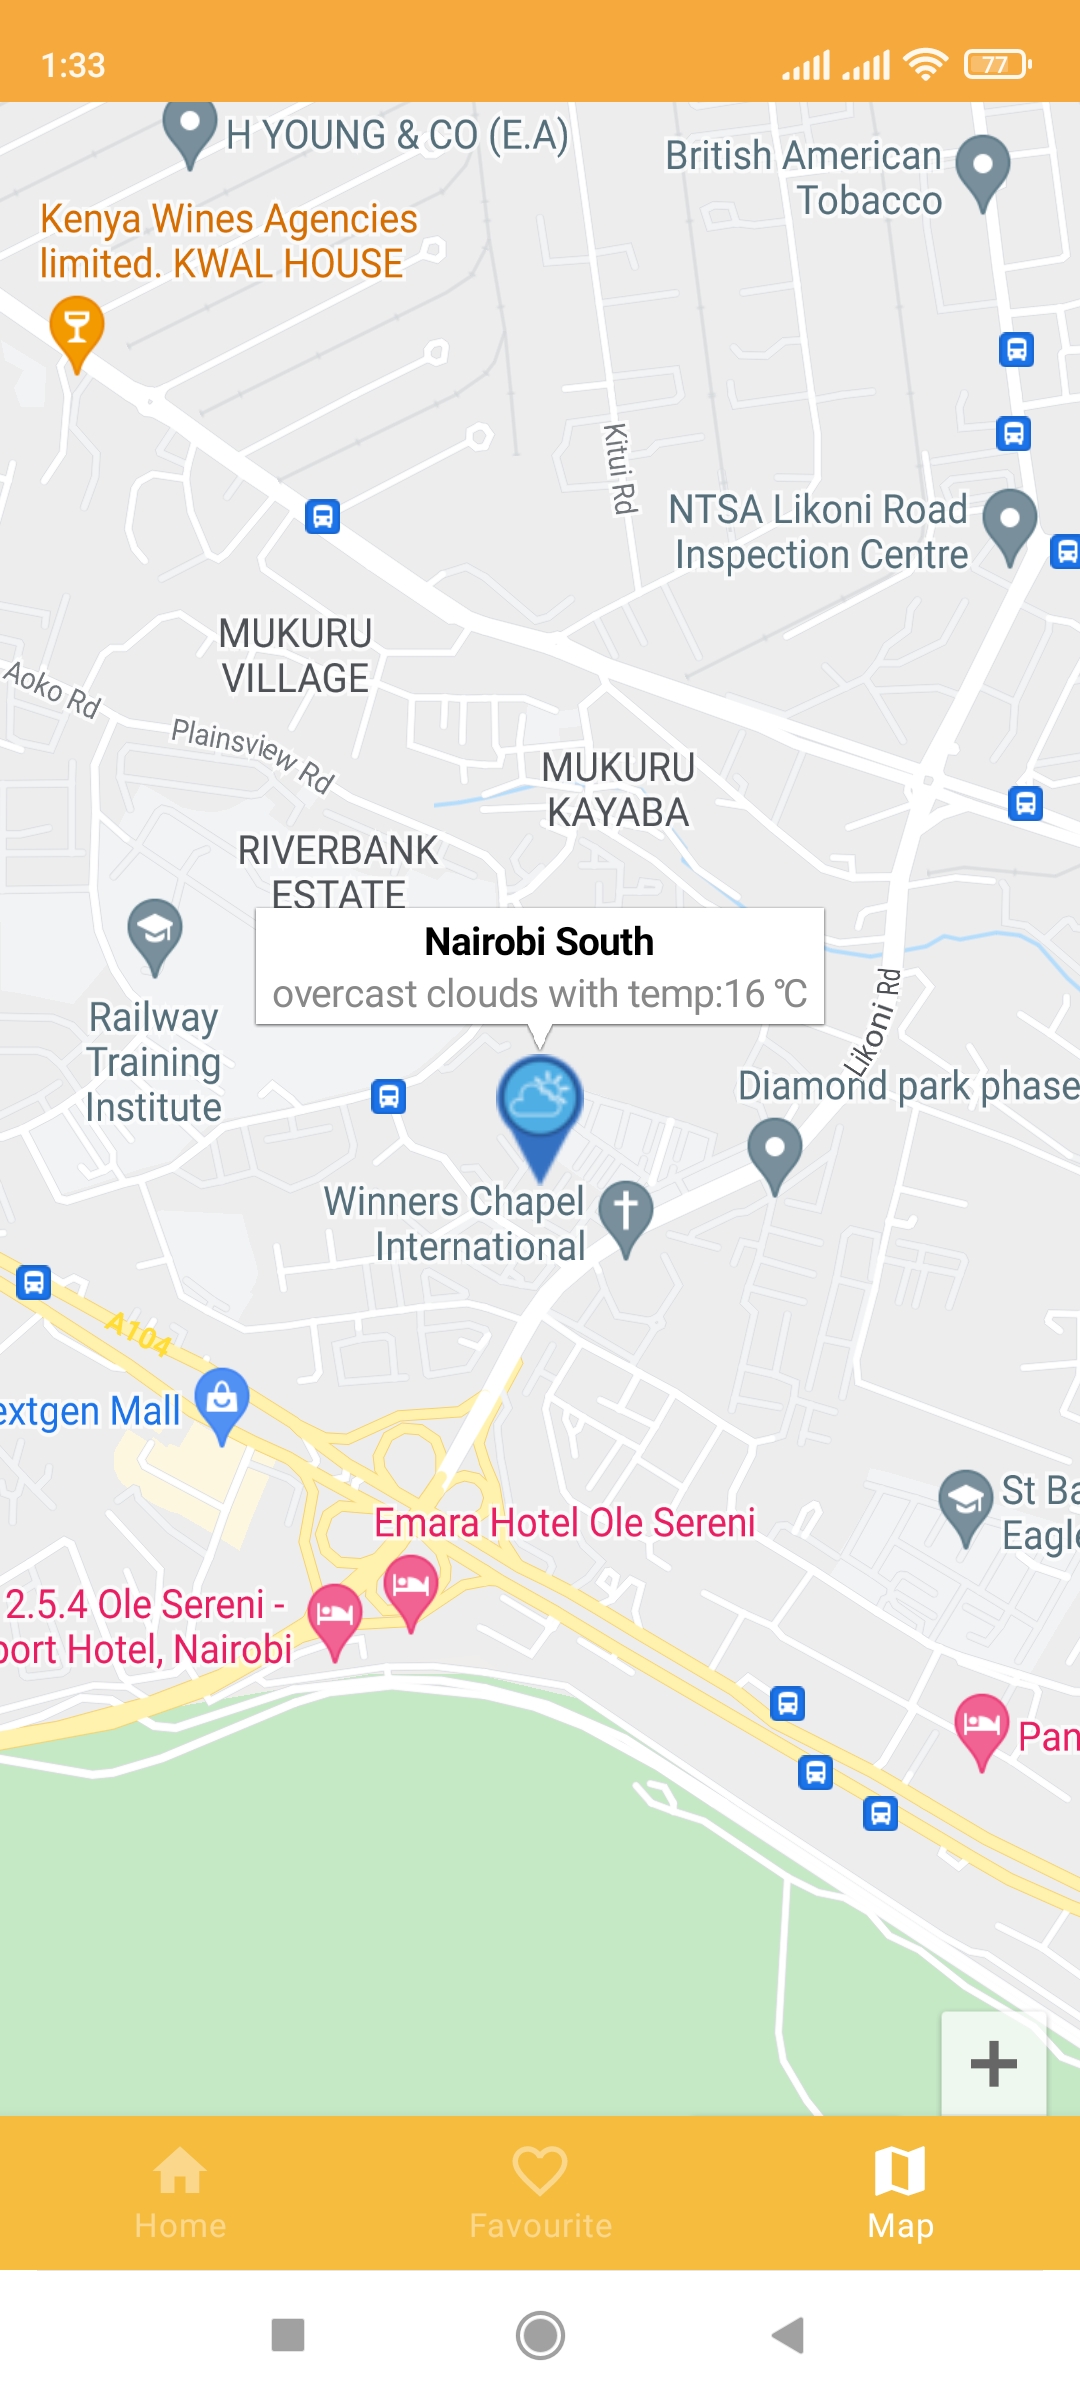 1:33
77
H YOUNG & CO (E.A)
British American
Tobacco
Kenya Wines Agencies
limited. KWAL HOUSE
Kitui Rd
NTSA Likoni Road
Inspection Centre
MUKURU
VILLAGE
Aoko Rd
Plainsview Rd
MUKURU
KAYABA
RIVERBANK
ESTATE
Nairobi South
overcast clouds with temp:16 ℃
Railway
Training
Institute
Likoni Rd
Diamond park phase
Winners Chapel
International
A104
extgen Mall
Emara Hotel Ole Sereni
St Ba
Eagle
2.5.4 Ole Sereni -
port Hotel, Nairobi
Pan
Home
Favourite
Map